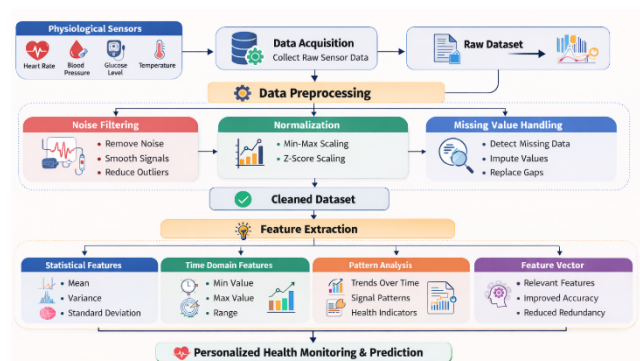 Physiological Sensors
Heart Rate
Blood Pressure
Glucose Level
Temperature
Data Acquisition
Collect Raw Sensor Data
Raw Dataset
Data Preprocessing
Noise Filtering
• Remove Noise
• Smooth Signals
• Reduce Outliers
Normalization
• Min-Max Scaling
• Z-Score Scaling
Missing Value Handling
• Detect Missing Data
• Impute Values
• Replace Gaps
Cleaned Dataset
Feature Extraction
Statistical Features
• Mean
• Variance
• Standard Deviation
Time Domain Features
• Min Value
• Max Value
• Range
Pattern Analysis
• Trends Over Time
• Signal Patterns
• Health Indicators
Feature Vector
• Relevant Features
• Improved Accuracy
• Reduced Redundancy
Personalized Health Monitoring & Prediction